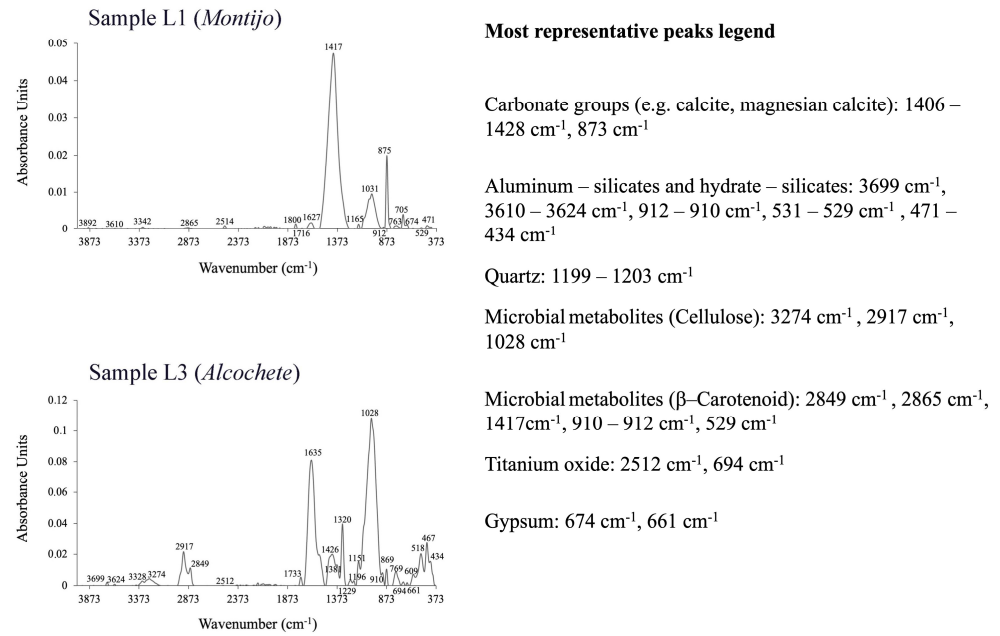 Sample L1 (Montijo)
0.05
0.04
0.03
0.02
0.01
0
Absorbance Units
1417
875
1031
705
3892 3610 3342 2865 2514 1800 1627 1165 763 674 471
1716 912 529
3873 3373 2873 2373 1873 1373 873 373
Wavenumber (cm-1)
Sample L3 (Alcochete)
0.12
0.1
0.08
0.06
0.04
0.02
0
Absorbance Units
1028
1635
1320
467
2917 1426 518
2849 1151 869 434
3699 3624 3328 3274 2512 1733 1381 1196 910 769 609
1229 694 661
3873 3373 2873 2373 1873 1373 873 373
Wavenumber (cm-1)
Most representative peaks legend
Carbonate groups (e.g. calcite, magnesian calcite): 1406 –
1428 cm-1, 873 cm-1
Aluminum – silicates and hydrate – silicates: 3699 cm-1,
3610 – 3624 cm-1, 912 – 910 cm-1, 531 – 529 cm-1 , 471 –
434 cm-1
Quartz: 1199 – 1203 cm-1
Microbial metabolites (Cellulose): 3274 cm-1 , 2917 cm-1,
1028 cm-1
Microbial metabolites (β–Carotenoid): 2849 cm-1 , 2865 cm-1,
1417cm-1, 910 – 912 cm-1, 529 cm-1
Titanium oxide: 2512 cm-1, 694 cm-1
Gypsum: 674 cm-1, 661 cm-1